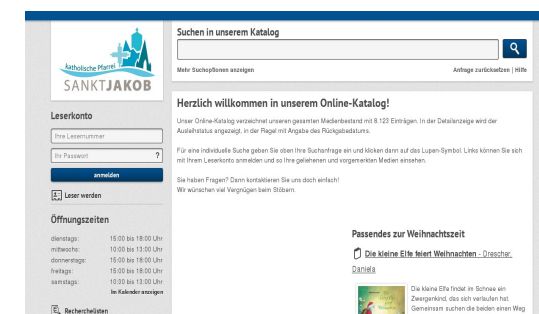 katholische Pfarrei
SANKTJAKOB
Leserkonto
Ihre Lesernummer
Ihr Passwort ?
anmelden
Leser werden
Öffnungszeiten
dienstags: 15:00 bis 18:00 Uhr
mittwochs: 10:00 bis 13:00 Uhr
donnerstags: 15:00 bis 18:00 Uhr
freitags: 15:00 bis 18:00 Uhr
samstags: 10:30 bis 13:00 Uhr
Im Kalender anzeigen
Recherchelisten
Suchen in unserem Katalog
Mehr Suchoptionen anzeigen Anfrage zurücksetzen | Hilfe
Herzlich willkommen in unserem Online-Katalog!
Unser Online-Katalog verzeichnet unseren gesamten Medienbestand mit 9.123 Einträgen. In der Detailanzeige wird der
Ausleihstatus angezeigt, in der Regel mit Angabe des Rückgabedatums.
Für eine individuelle Suche geben Sie oben Ihre Suchanfrage ein und klicken dann auf das Lupen-Symbol. Links können Sie sich
mit Ihrem Leserkonto anmelden und so Ihre geliehenen und vorgemerkten Medien einsehen.
Sie haben Fragen? Dann kontaktieren Sie uns doch einfach!
Wir wünschen viel Vergnügen beim Stöbern.
Passendes zur Weihnachtszeit
Die kleine Elfe feiert Weihnachten - Drescher,
Daniela
Die kleine Elfe findet im Schnee ein
Zwergenkind, das sich verlaufen hat.
Gemeinsam suchen die beiden einen Weg